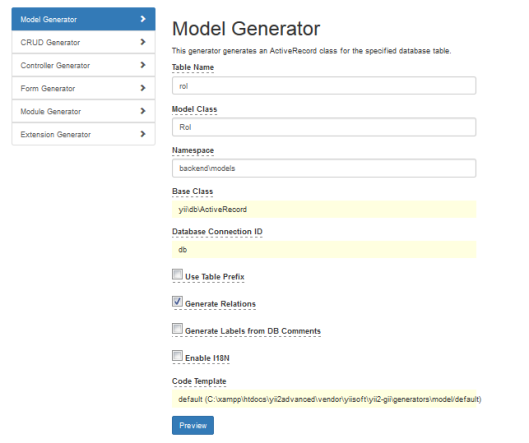 Model Generator
CRUD Generator
Controller Generator
Form Generator
Module Generator
Extension Generator
Model Generator
This generator generates an ActiveRecord class for the specified database table.
Table Name
rol
Model Class
Rol
Namespace
backend\models
Base Class
yii\db\ActiveRecord
Database Connection ID
db
Use Table Prefix
Generate Relations
Generate Labels from DB Comments
Enable I18N
Code Template
default (C:\xampp\htdocs\yii2advanced\vendor\yiisoft\yii2-gii\generators\model/default)
Preview